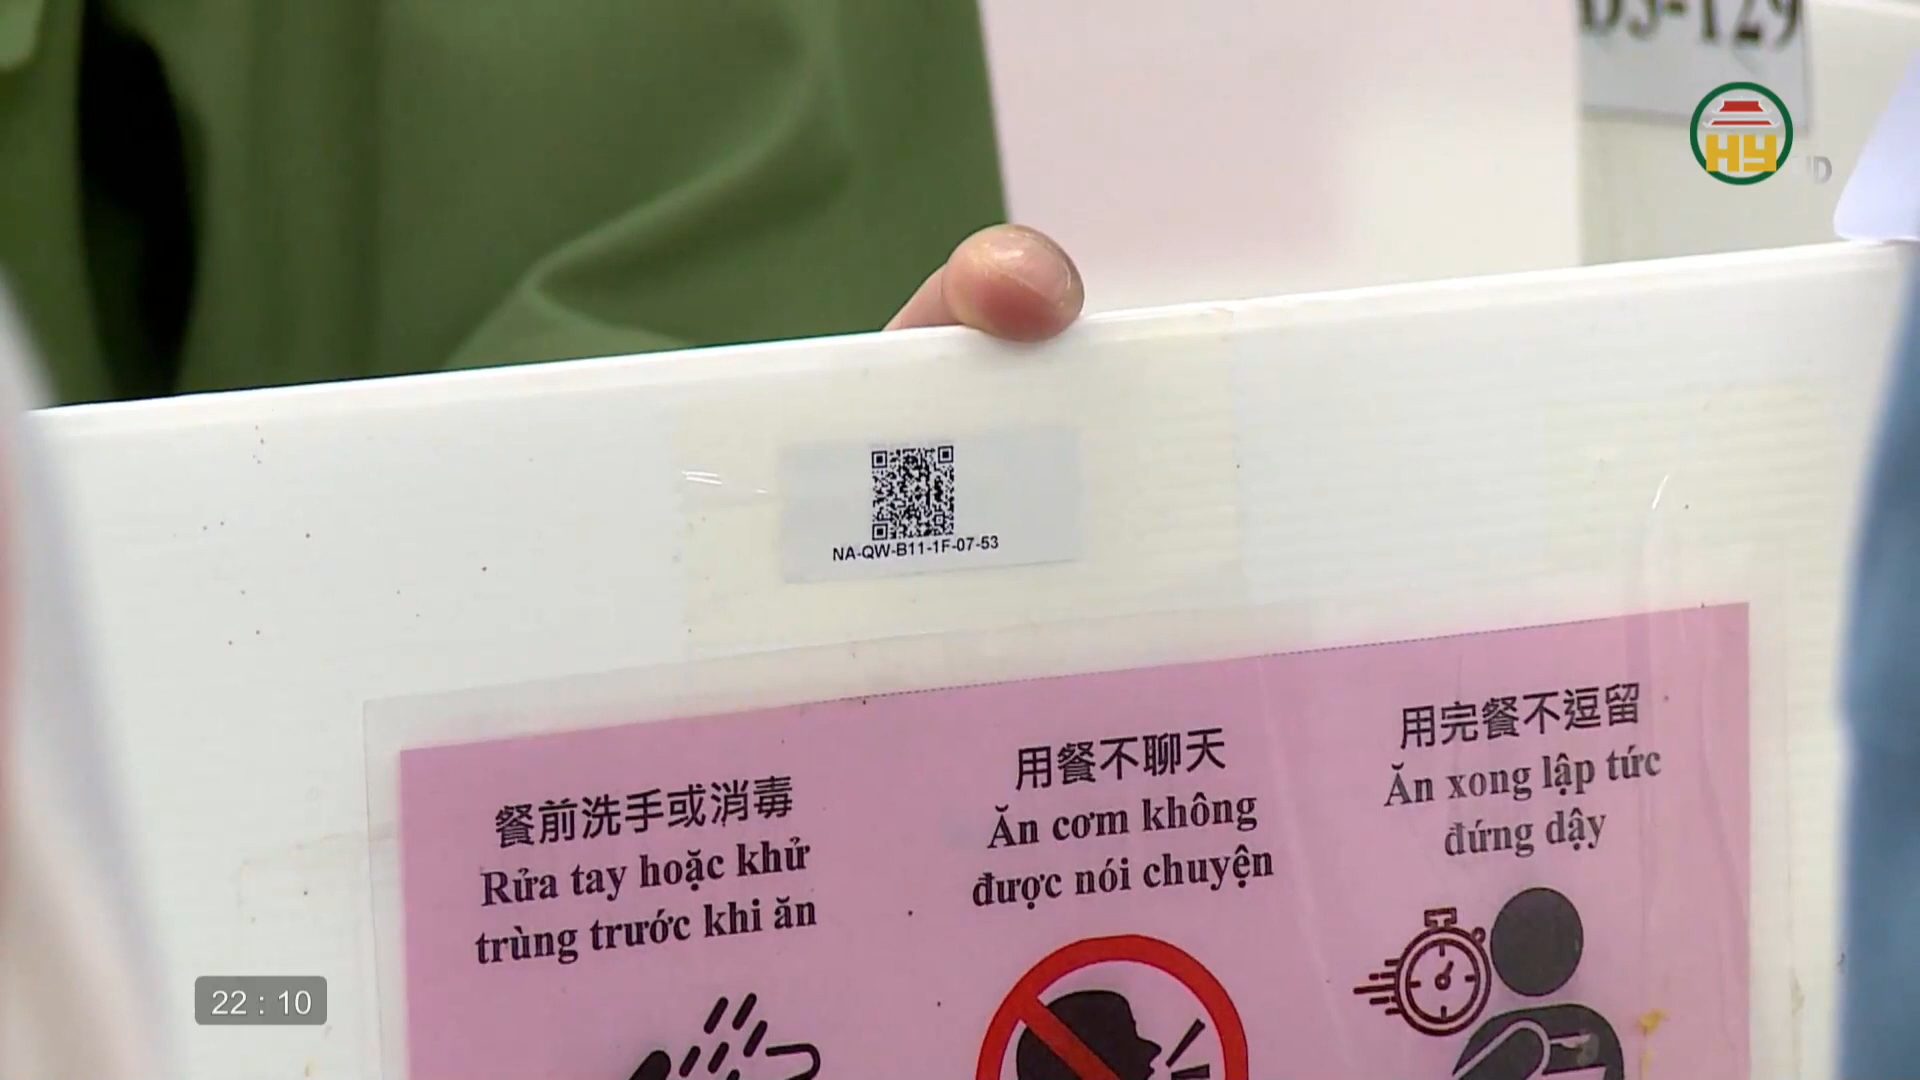 HY
NA-QW-B11-1F-07-53
餐前洗手或消毒
Rửa tay hoặc khử
trùng trước khi ăn
用餐不聊天
Ăn cơm không
được nói chuyện
用完餐不逗留
Ăn xong lập tức
đứng dậy
22 : 10